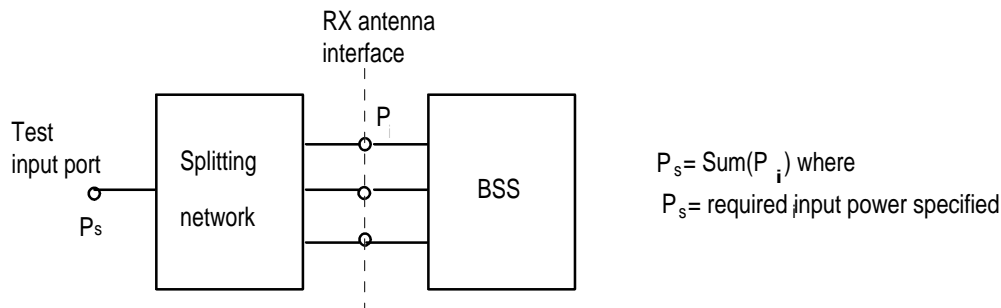 RX antenna
interface
P
Test
input port
Ps
Splitting
network
BSS
Ps= Sum(Pi) where
Ps= required input power specified